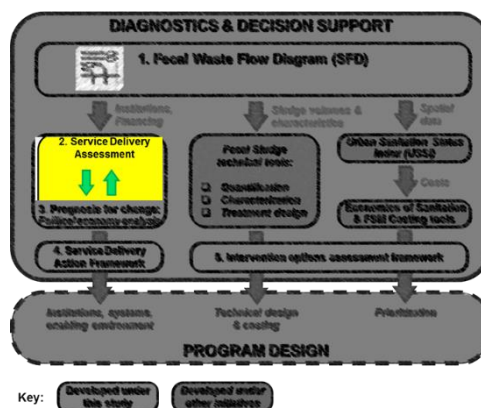 DIAGNOSTICS & DECISION SUPPORT
1. Fecal Waste Flow Diagram (SFD)
Institutions,
Financing
Sludge volumes &
characteristics
Spatial
data
2. Service Delivery
Assessment
3. Prognosis for change:
Political economy analysis
Fecal Sludge
technical tools:
Quantification
Characterization
Treatment design
Urban Sanitation Status
Index (USSI)
Costs
Economics of Sanitation
& FSM Costing tools
4. Service Delivery
Action Framework
5. Intervention options assessment framework
Institutions, systems,
enabling environment
Technical design
& costing
Prioritization
PROGRAM DESIGN
Key:
Developed under
this study
Developed under
other initiatives